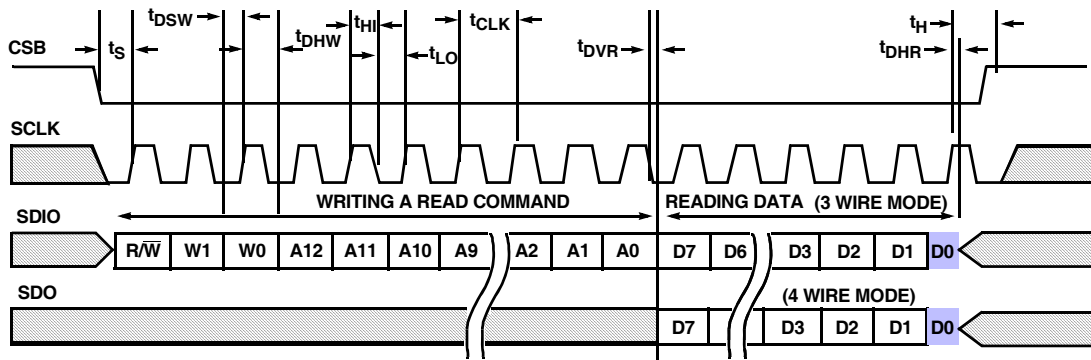 tDSW tHI tCLK tH
CSB tS tDHW tLO tDVR tDHR
SCLK
WRITING A READ COMMAND READING DATA (3 WIRE MODE)
SDIO
R/W̅ W1 W0 A12 A11 A10 A9 A2 A1 A0 D7 D6 D3 D2 D1 D0
SDO (4 WIRE MODE)
D7 D3 D2 D1 D0